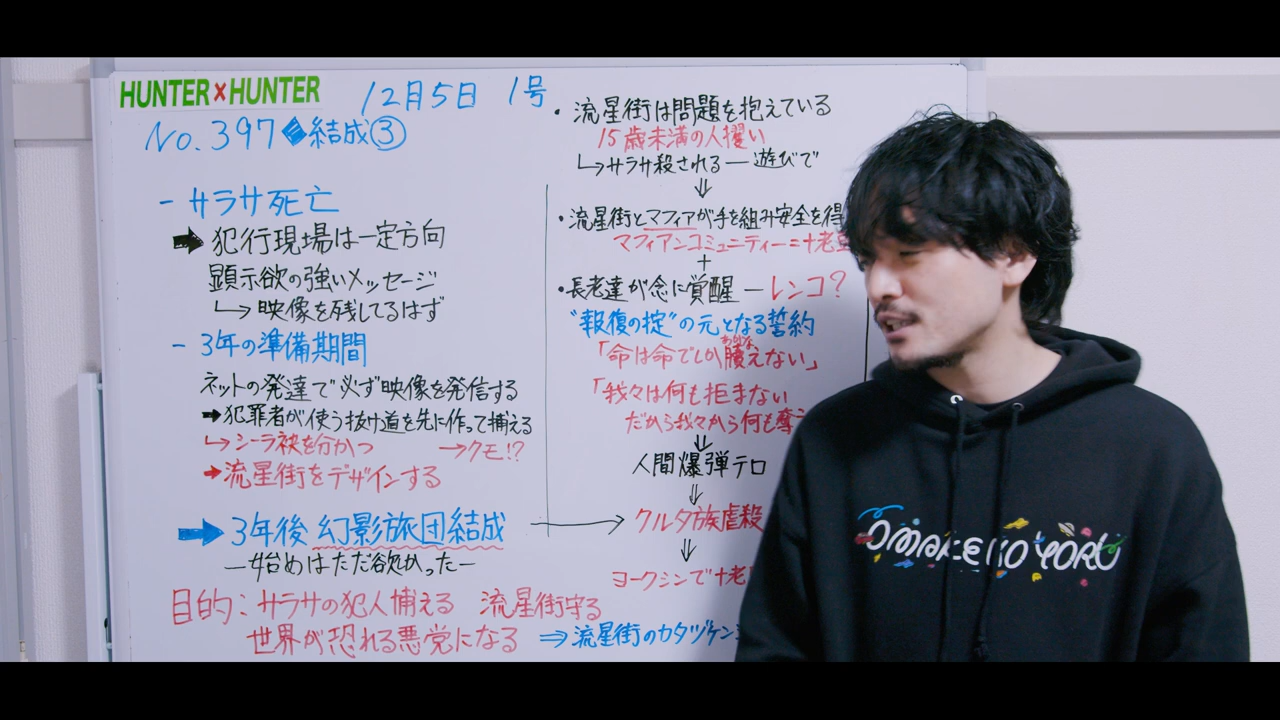 HUNTER×HUNTER
12月5日 1号
No.397◆結成③
- サラサ死亡
➡ 犯行現場は一定方向
顕示欲の強いメッセージ
↳ 映像を残してるはず
- 3年の準備期間
ネットの発達で必ず映像を発信する
➡犯罪者が使う抜け道を先に作って捕える
↳シーラ袂を分かつ →クモ!?
➡流星街をデザインする
➡ 3年後 幻影旅団結成
—始めはただ欲かった—
目的:サラサの犯人捕える 流星街守る
世界が恐れる悪党になる ⇒流星街のカタヅケン
・流星街は問題を抱えている
15歳未満の人攫い
↳サラサ殺される—遊びで
⇓
・流星街とマフィアが手を組み安全を得
マフィアンコミュニティー=十老
+
・長老達が念に覚醒—レンコ?
"報復の掟"の元となる誓約
「命は命でしか贖えない」
あがな
「我々は何も拒まない
だから我々から何も奪う
⇓
人間爆弾テロ
⇓
→ クルタ族虐殺
⇓
ヨークシンで十老
OMAKE NO YORU